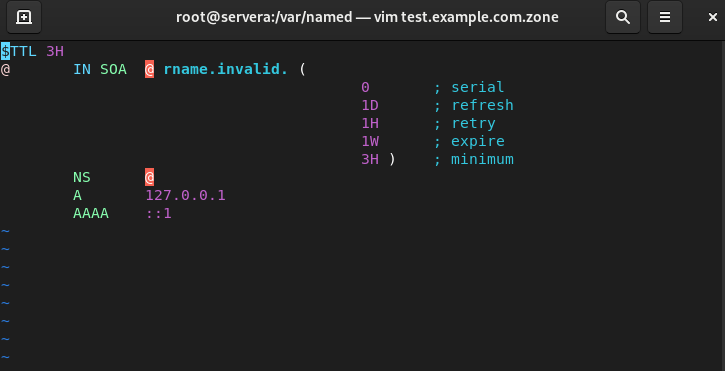 root@servera:/var/named — vim test.example.com.zone
$TTL 3H
@ IN SOA @ rname.invalid. (
0 ; serial
1D ; refresh
1H ; retry
1W ; expire
3H ) ; minimum
NS @
A 127.0.0.1
AAAA ::1
~
~
~
~
~
~
~
~